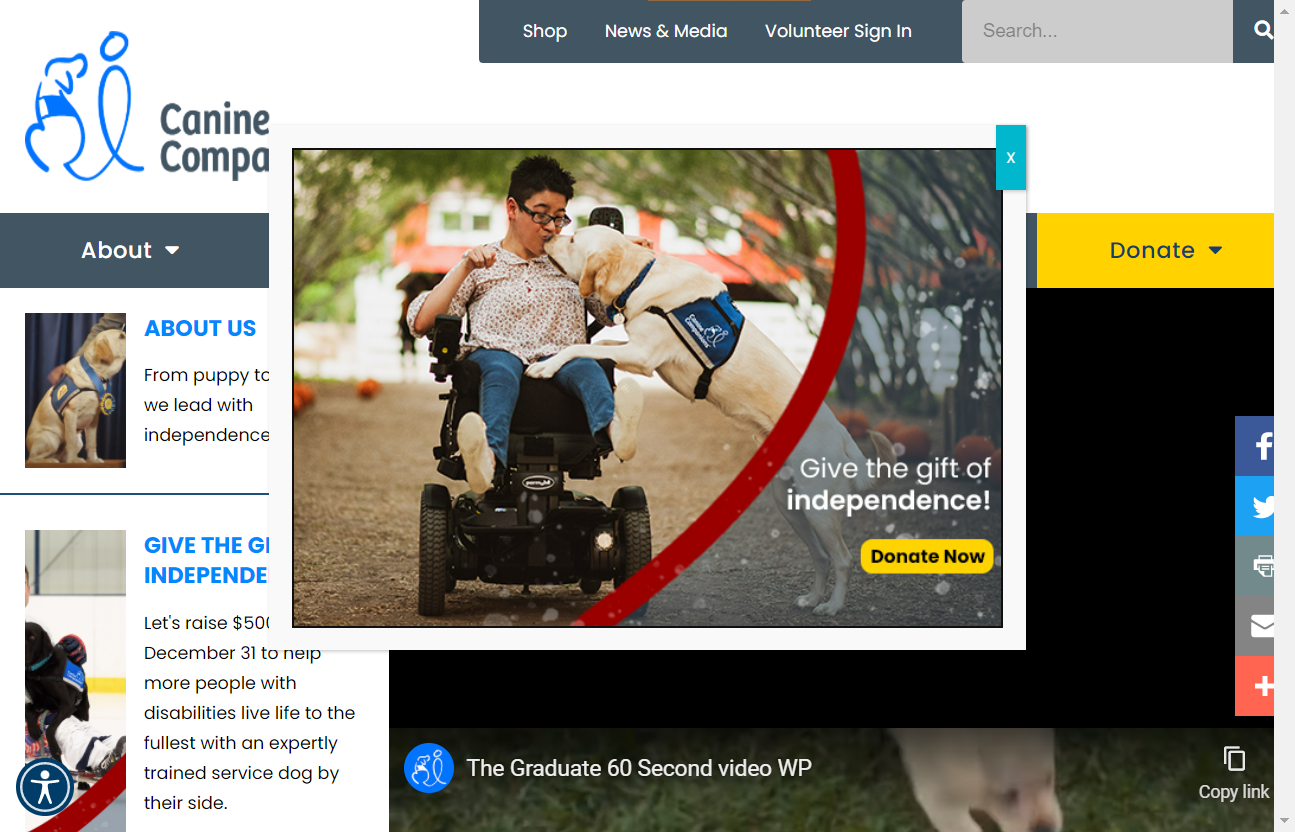 Shop News & Media Volunteer Sign In Search...
Canine
Compa
X
About
Donate
ABOUT US
From puppy to
we lead with
independence
Canine
Companions
Give the gift of
independence!
Donate Now
GIVE THE GI
INDEPENDE
Let's raise $500
December 31 to help
more people with
disabilities live life to the
fullest with an expertly
trained service dog by
their side.
The Graduate 60 Second video WP
Copy link